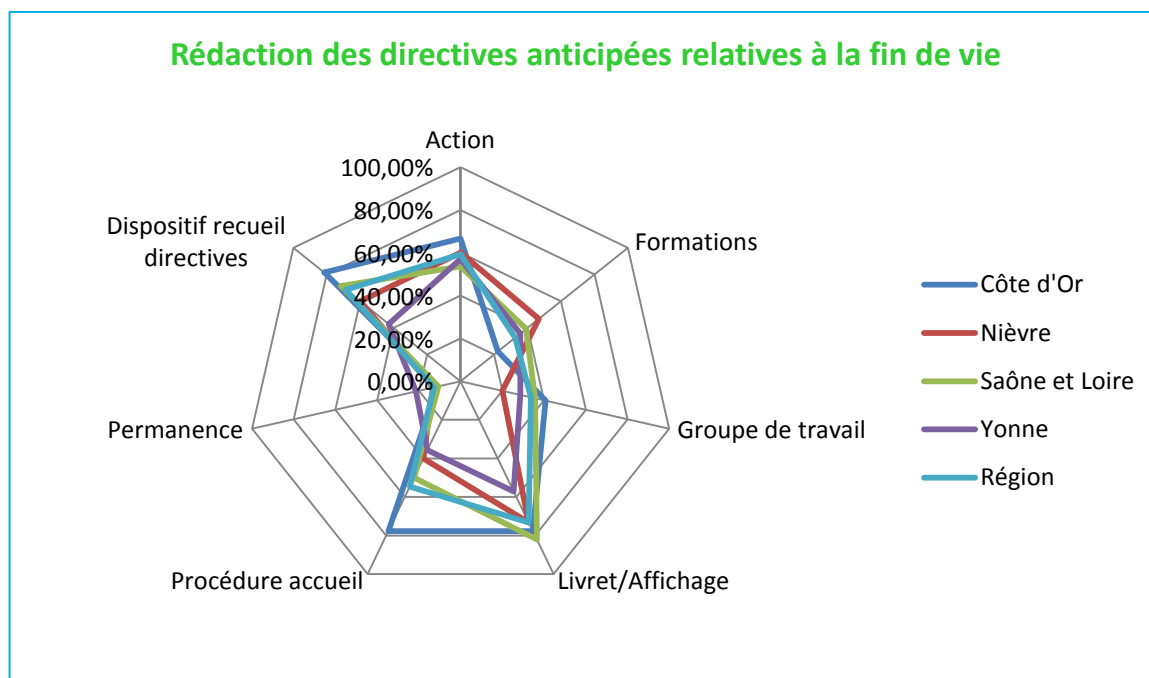 Rédaction des directives anticipées relatives à la fin de vie
Action
100,00%
80,00%
60,00%
40,00%
20,00%
0,00%
Formations
Groupe de travail
Livret/Affichage
Procédure accueil
Permanence
Dispositif recueil
directives
Côte d'Or
Nièvre
Saône et Loire
Yonne
Région